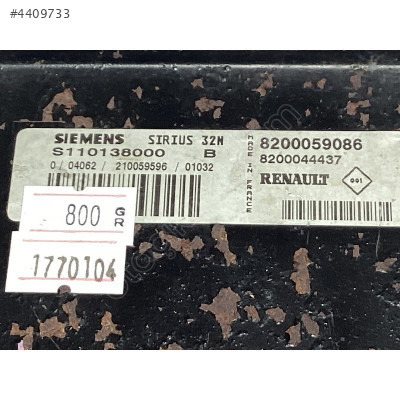 #4409733
SIEMENS SIRIUS 32N
S110138000 B
0/04062/210059596/01032
MADE IN FRANCE
8200059086
8200044437
RENAULT
001
800 GR
1770104